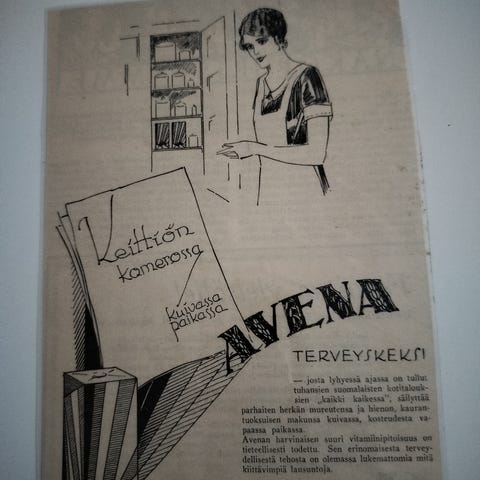 Keittiön
komerossa
kuivassa
paikassa
AVENA
TERVEYSKEKSI
— josta lyhyessä ajassa on tullut
tuhansien suomalaisten kotitalouk-
sien „kaikki kaikessa”, säilyttää
parhaiten herkän mureutensa ja hienon, kauran-
tuoksuisen makunsa kuivassa, kosteudesta va-
paassa paikassa.
Avenan harvinaisen suuri vitamiinipitoisuus on
tieteellisesti todettu. Sen erinomaisesta tervey-
dellisestä tehosta on olemassa lukemattomia mitä
kiittävimpiä lausuntoja.